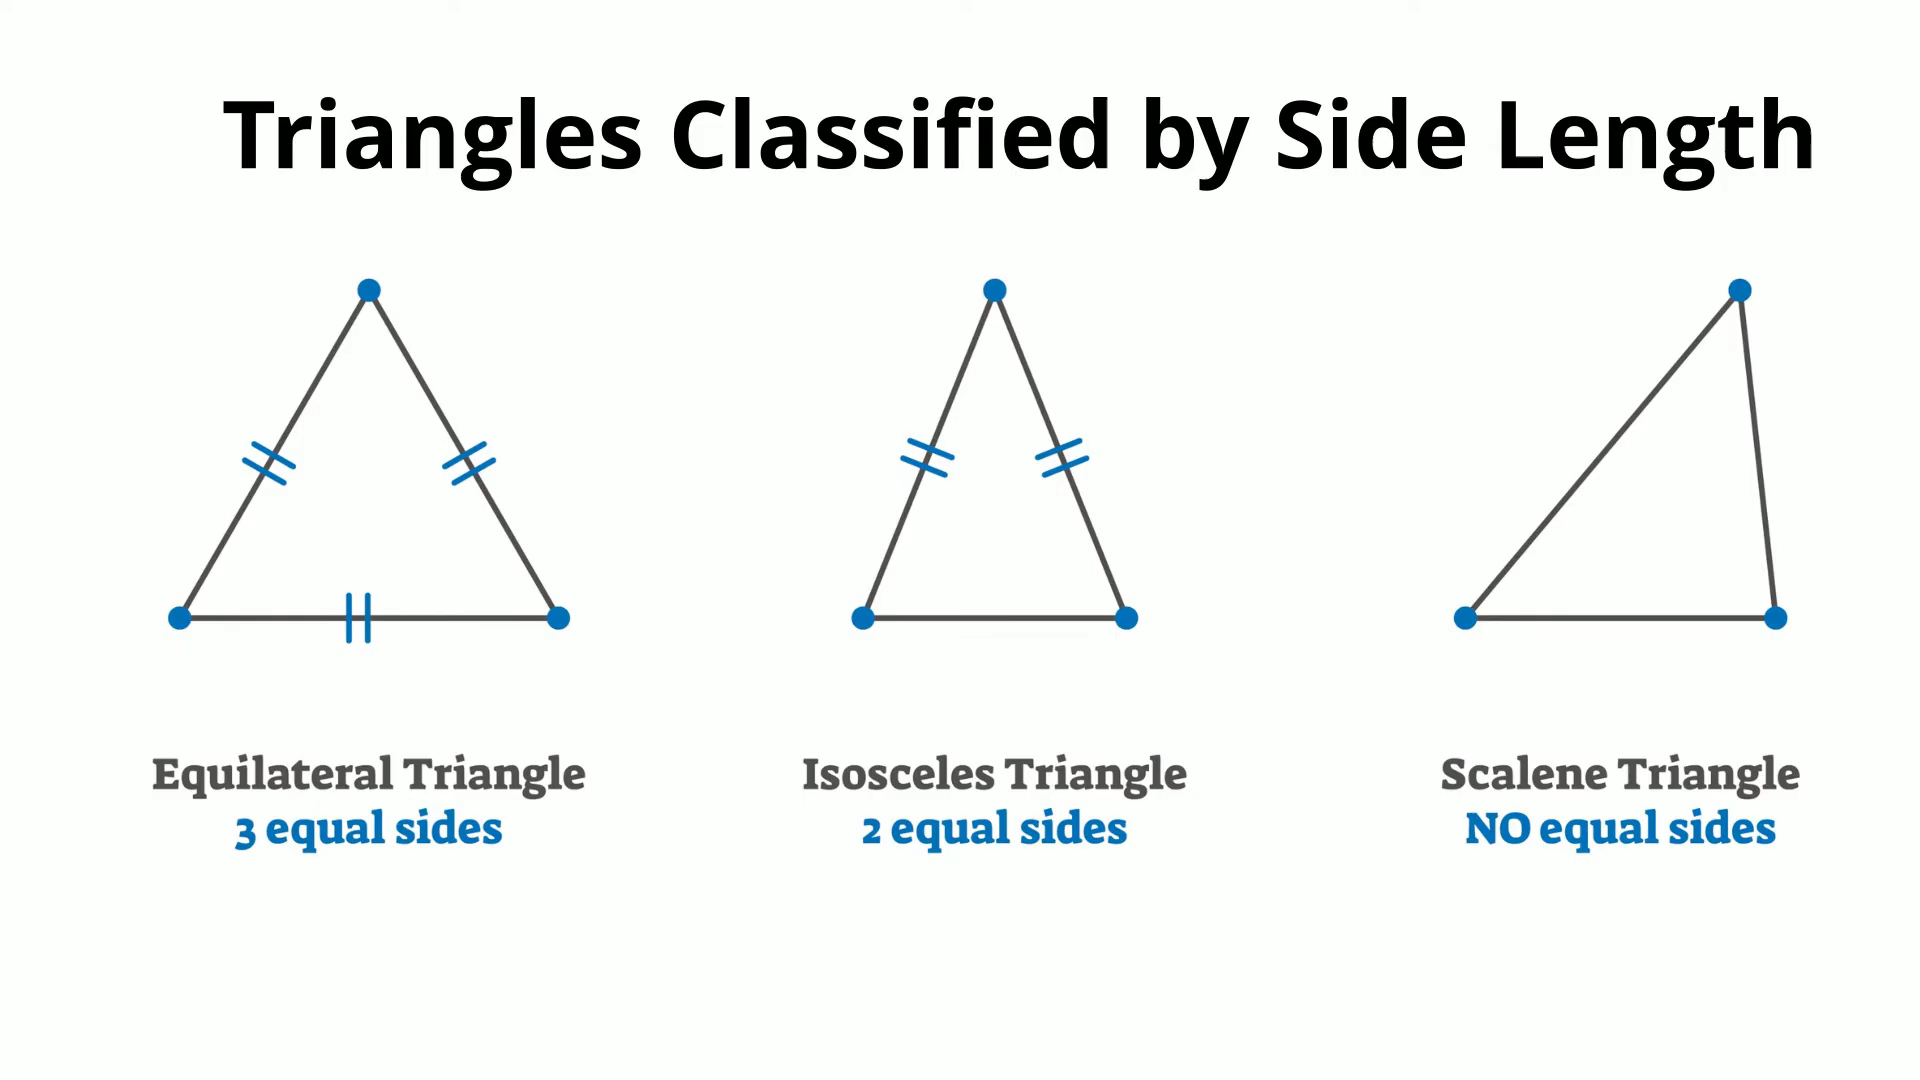 Triangles Classified by Side Length
Equilateral Triangle
3 equal sides
Isosceles Triangle
2 equal sides
Scalene Triangle
NO equal sides